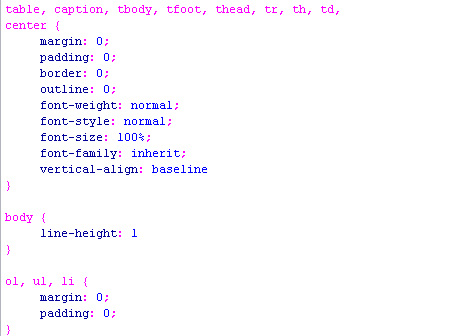 table, caption, tbody, tfoot, thead, tr, th, td,
center {
margin: 0;
padding: 0;
border: 0;
outline: 0;
font-weight: normal;
font-style: normal;
font-size: 100%;
font-family: inherit;
vertical-align: baseline
}
body {
line-height: 1
}
ol, ul, li {
margin: 0;
padding: 0;
}